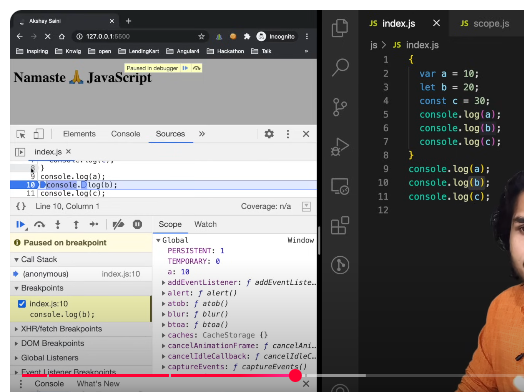 Akshay Saini
127.0.0.1:5500
Incognito
Inspiring
Knwlg
open
LendingKart
Angular4
Hackathon
Talk
»
Paused in debugger
Namaste 🙏 JavaScript
Elements Console Sources »
index.js ×
8 }
9 console.log(a);
10 console.log(b);
11 console.log(c);
{} Line 10, Column 1 Coverage: n/a
Paused on breakpoint
Call Stack
(anonymous) index.js:10
Breakpoints
index.js:10
console.log(b);
XHR/fetch Breakpoints
DOM Breakpoints
Global Listeners
Event Listener Breakpoints
Scope Watch
Global Window
PERSISTENT: 1
TEMPORARY: 0
a: 10
addEventListener: ƒ addEventListe…
alert: ƒ alert()
atob: ƒ atob()
blur: ƒ blur()
btoa: ƒ btoa()
caches: CacheStorage {}
cancelAnimationFrame: ƒ cancelAni…
cancelIdleCallback: ƒ cancelIdleC…
captureEvents: ƒ captureEvents()
Console What's New
JS index.js × JS scope.js
js > JS index.js
1 {
2 var a = 10;
3 let b = 20;
4 const c = 30;
5 console.log(a);
6 console.log(b);
7 console.log(c);
8 }
9 console.log(a);
10 console.log(b);
11 console.log(c);
12